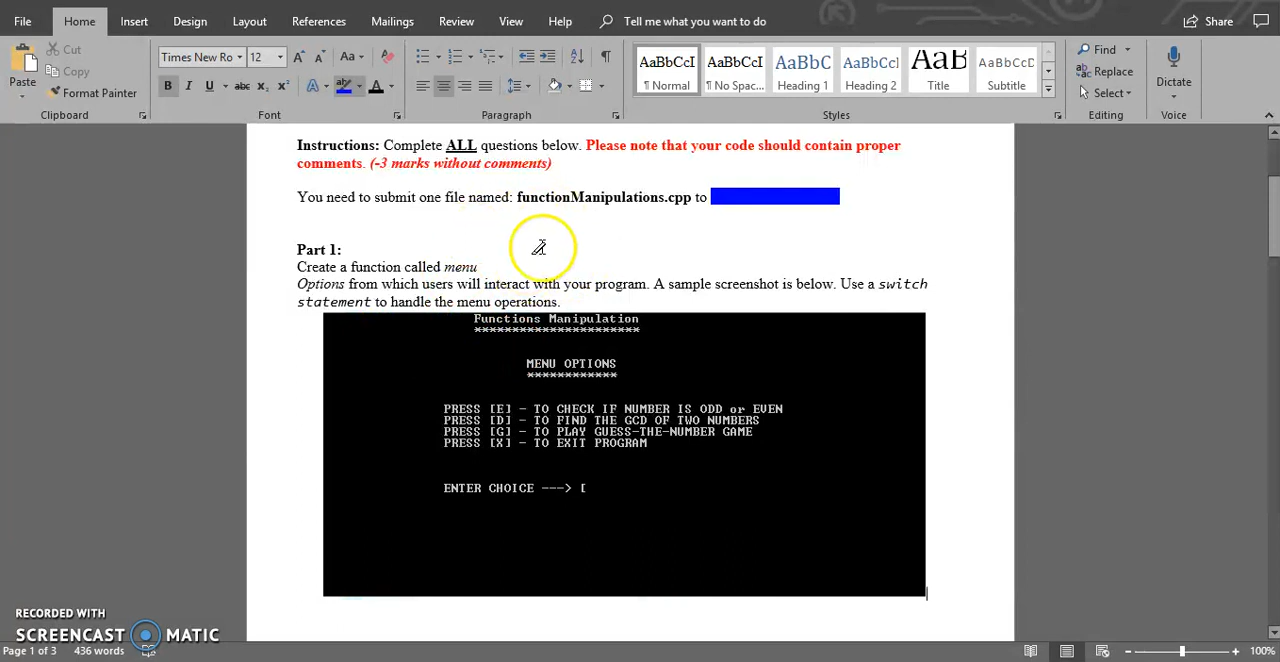 File Home Insert Design Layout References Mailings Review View Help Tell me what you want to do Share
Paste Cut Copy Format Painter Times New Ro 12 Aa AaBbCcI AaBbCcI AaBbC AaBbCcI AaBb AaBbCcD Find Replace Select Dictate
B I U abc x₂ x² A A ¶ Normal ¶ No Spac... Heading 1 Heading 2 Title Subtitle
Clipboard Font Paragraph Styles Editing Voice
Instructions: Complete ALL questions below. Please note that your code should contain proper
comments. (-3 marks without comments)
You need to submit one file named: functionManipulations.cpp to
Part 1:
Create a function called menu
Options from which users will interact with your program. A sample screenshot is below. Use a switch
statement to handle the menu operations.
Functions Manipulation
**********************
MENU OPTIONS
************
PRESS [E] - TO CHECK IF NUMBER IS ODD or EVEN
PRESS [D] - TO FIND THE GCD OF TWO NUMBERS
PRESS [G] - TO PLAY GUESS-THE-NUMBER GAME
PRESS [X] - TO EXIT PROGRAM
ENTER CHOICE ---> [
RECORDED WITH
SCREENCAST MATIC
Page 1 of 3 436 words 100%